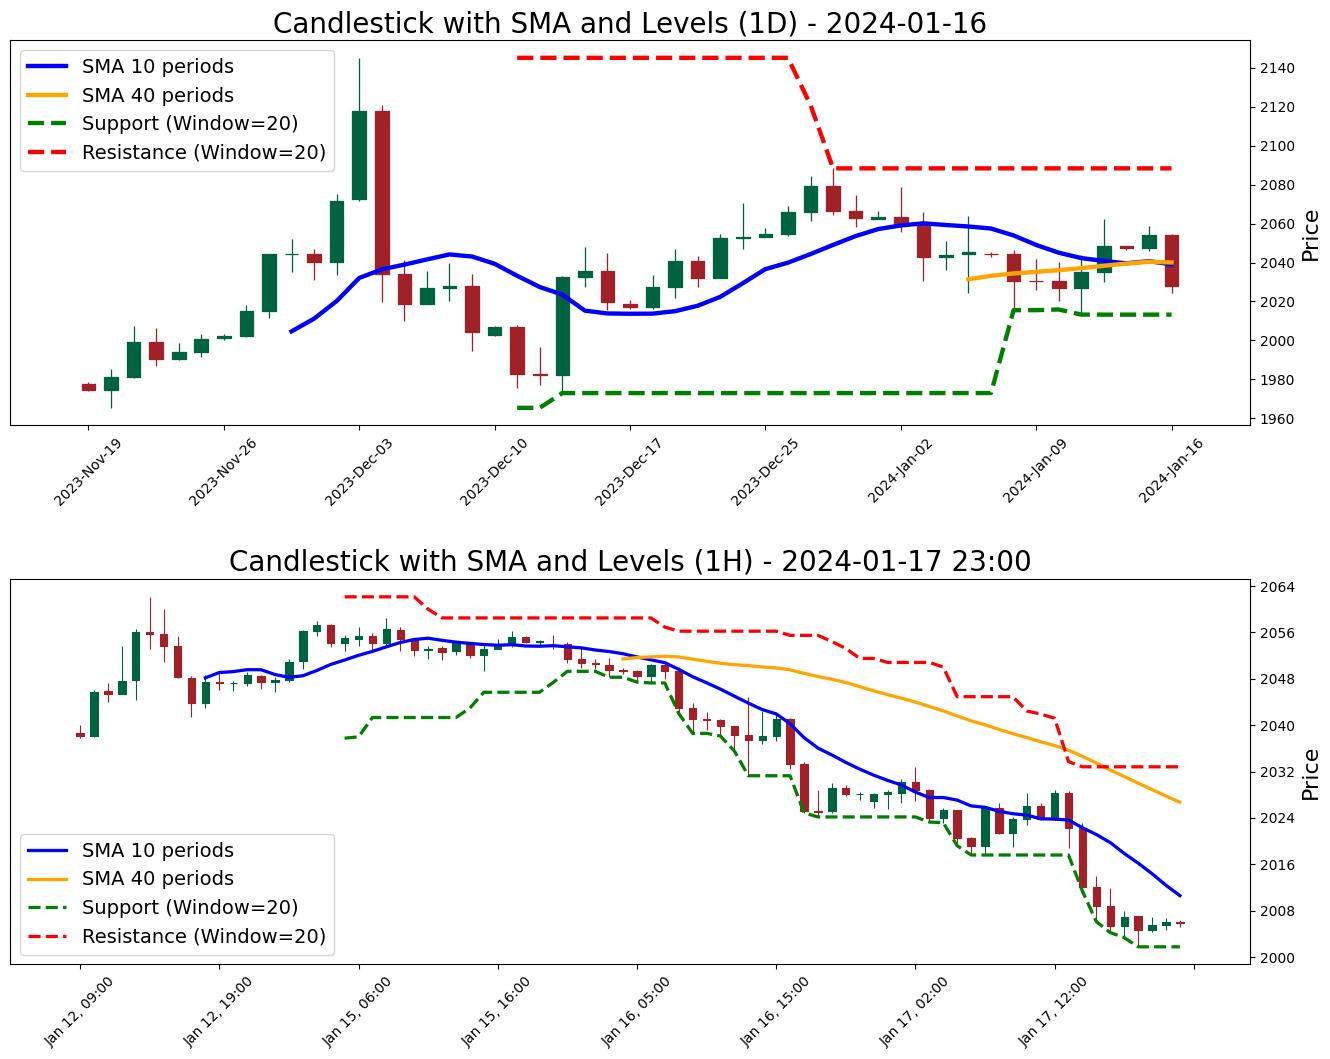 Candlestick with SMA and Levels (1D) - 2024-01-16
SMA 10 periods
SMA 40 periods
Support (Window=20)
Resistance (Window=20)
2140
2120
2100
2080
2060
2040
2020
2000
1980
1960
Price
2023-Nov-19
2023-Nov-26
2023-Dec-03
2023-Dec-10
2023-Dec-17
2023-Dec-25
2024-Jan-02
2024-Jan-09
2024-Jan-16
Candlestick with SMA and Levels (1H) - 2024-01-17 23:00
2064
2056
2048
2040
2032
2024
2016
2008
2000
Price
SMA 10 periods
SMA 40 periods
Support (Window=20)
Resistance (Window=20)
Jan 12, 09:00
Jan 12, 19:00
Jan 15, 06:00
Jan 15, 16:00
Jan 16, 05:00
Jan 16, 15:00
Jan 17, 02:00
Jan 17, 12:00